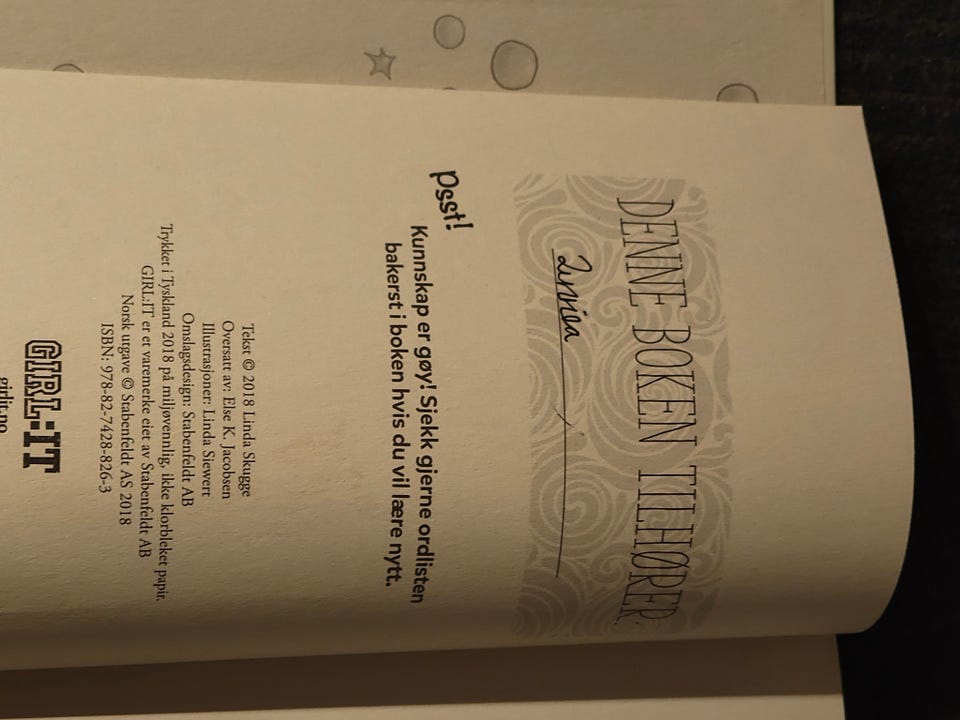 DENNE BOKEN TILHØRER:
psst!
Kunnskap er gøy! Sjekk gjerne ordlisten
bakerst i boken hvis du vil lære nytt.
Tekst © 2018 Linda Skugge
Oversatt av: Else K. Jacobsen
Illustrasjoner: Linda Siewert
Omslagsdesign: Stabenfeldt AB
Trykket i Tyskland 2018 på miljøvennlig, ikke klorbleket papir.
GIRL:IT er et varemerke eiet av Stabenfeldt AB
Norsk utgave © Stabenfeldt AS 2018
ISBN: 978-82-7428-826-3
GIRL:IT
girlit.no